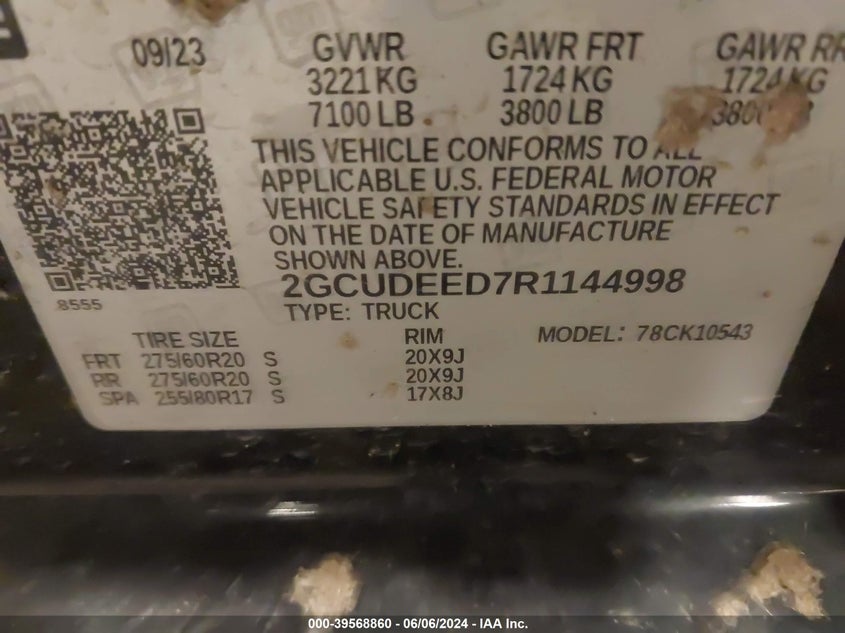 09/23 GVWR GAWR FRT GAWR RR
3221 KG 1724 KG 1724 KG
7100 LB 3800 LB
THIS VEHICLE CONFORMS TO ALL
APPLICABLE U.S. FEDERAL MOTOR
VEHICLE SAFETY STANDARDS IN EFFECT
ON THE DATE OF MANUFACTURE
SHOWN ABOVE.
2GCUDEED7R1144998
8555
TYPE: TRUCK
TIRE SIZE RIM MODEL: 78CK10543
FRT 275/60R20 S 20X9J
RR 275/60R20 S 20X9J
SPA 255/80R17 S 17X8J
000-39568860 - 06/06/2024 - IAA Inc.